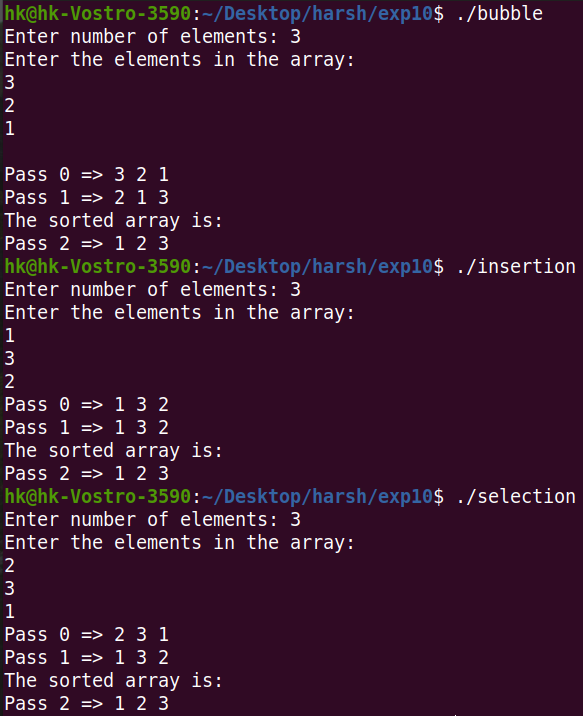 hk@hk-Vostro-3590:~/Desktop/harsh/exp10$ ./bubble
Enter number of elements: 3
Enter the elements in the array:
3
2
1

Pass 0 => 3 2 1
Pass 1 => 2 1 3
The sorted array is:
Pass 2 => 1 2 3
hk@hk-Vostro-3590:~/Desktop/harsh/exp10$ ./insertion
Enter number of elements: 3
Enter the elements in the array:
1
3
2
Pass 0 => 1 3 2
Pass 1 => 1 3 2
The sorted array is:
Pass 2 => 1 2 3
hk@hk-Vostro-3590:~/Desktop/harsh/exp10$ ./selection
Enter number of elements: 3
Enter the elements in the array:
2
3
1
Pass 0 => 2 3 1
Pass 1 => 1 3 2
The sorted array is:
Pass 2 => 1 2 3